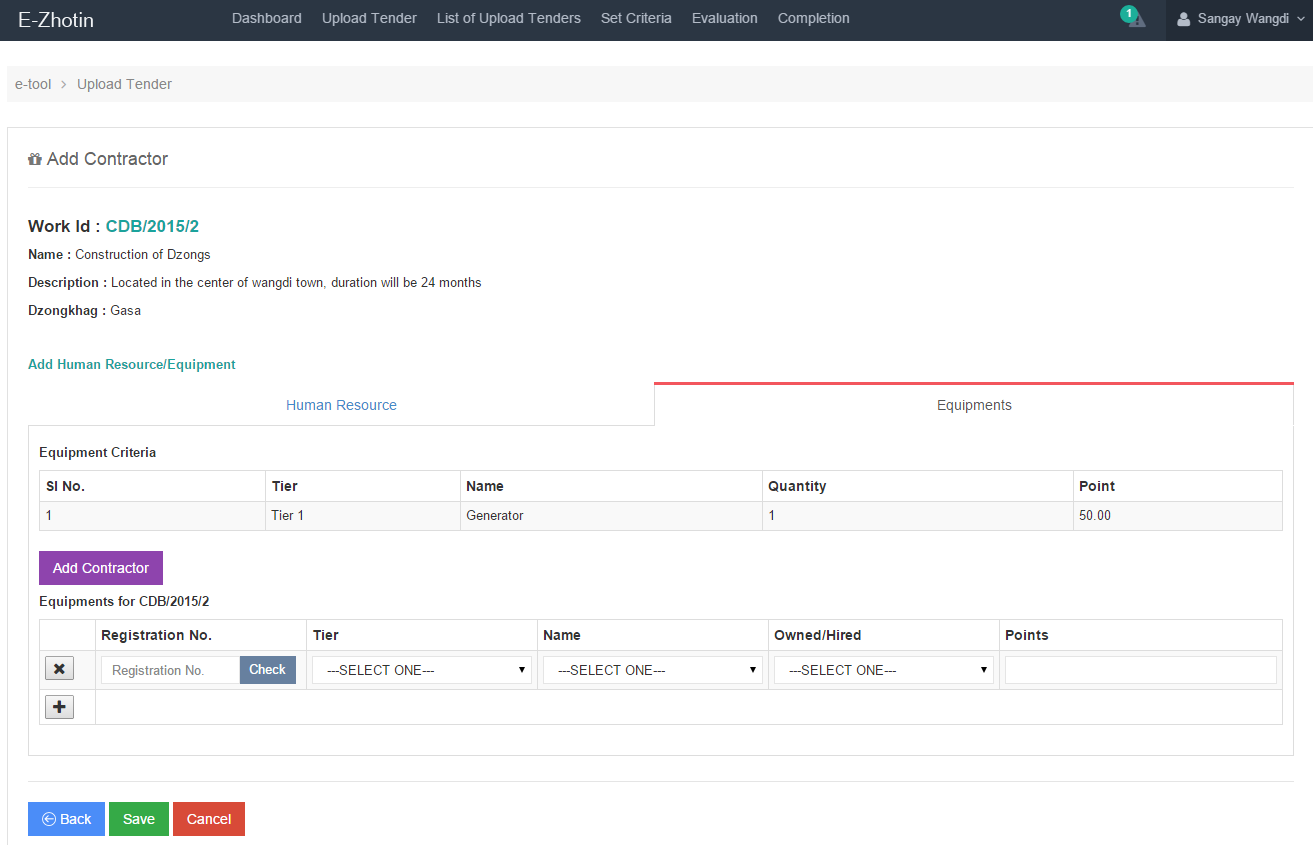 E-Zhotin Dashboard Upload Tender List of Upload Tenders Set Criteria Evaluation Completion 1 Sangay Wangdi
e-tool > Upload Tender
Add Contractor
Work Id : CDB/2015/2
Name : Construction of Dzongs
Description : Located in the center of wangdi town, duration will be 24 months
Dzongkhag : Gasa
Add Human Resource/Equipment
Human Resource Equipments
Equipment Criteria
Sl No. Tier Name Quantity Point
1 Tier 1 Generator 1 50.00
Add Contractor
Equipments for CDB/2015/2
Registration No. Tier Name Owned/Hired Points
Registration No. Check ---SELECT ONE--- ---SELECT ONE--- ---SELECT ONE---
Back Save Cancel